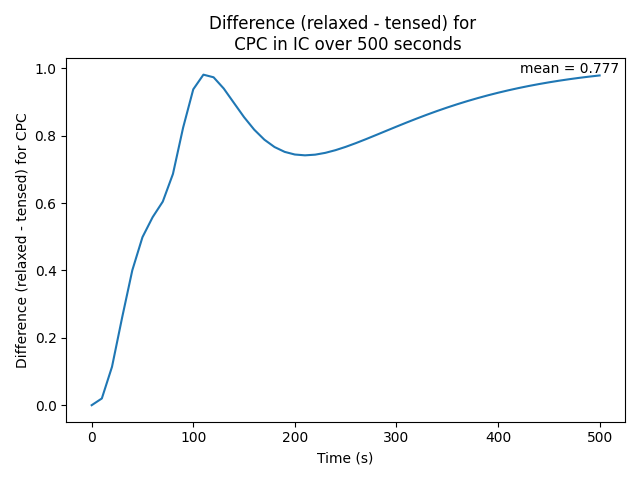 Difference (relaxed - tensed) for
CPC in IC over 500 seconds
mean = 0.777
1.0
0.8
0.6
0.4
0.2
0.0
Difference (relaxed - tensed) for CPC
0
100
200
300
400
500
Time (s)